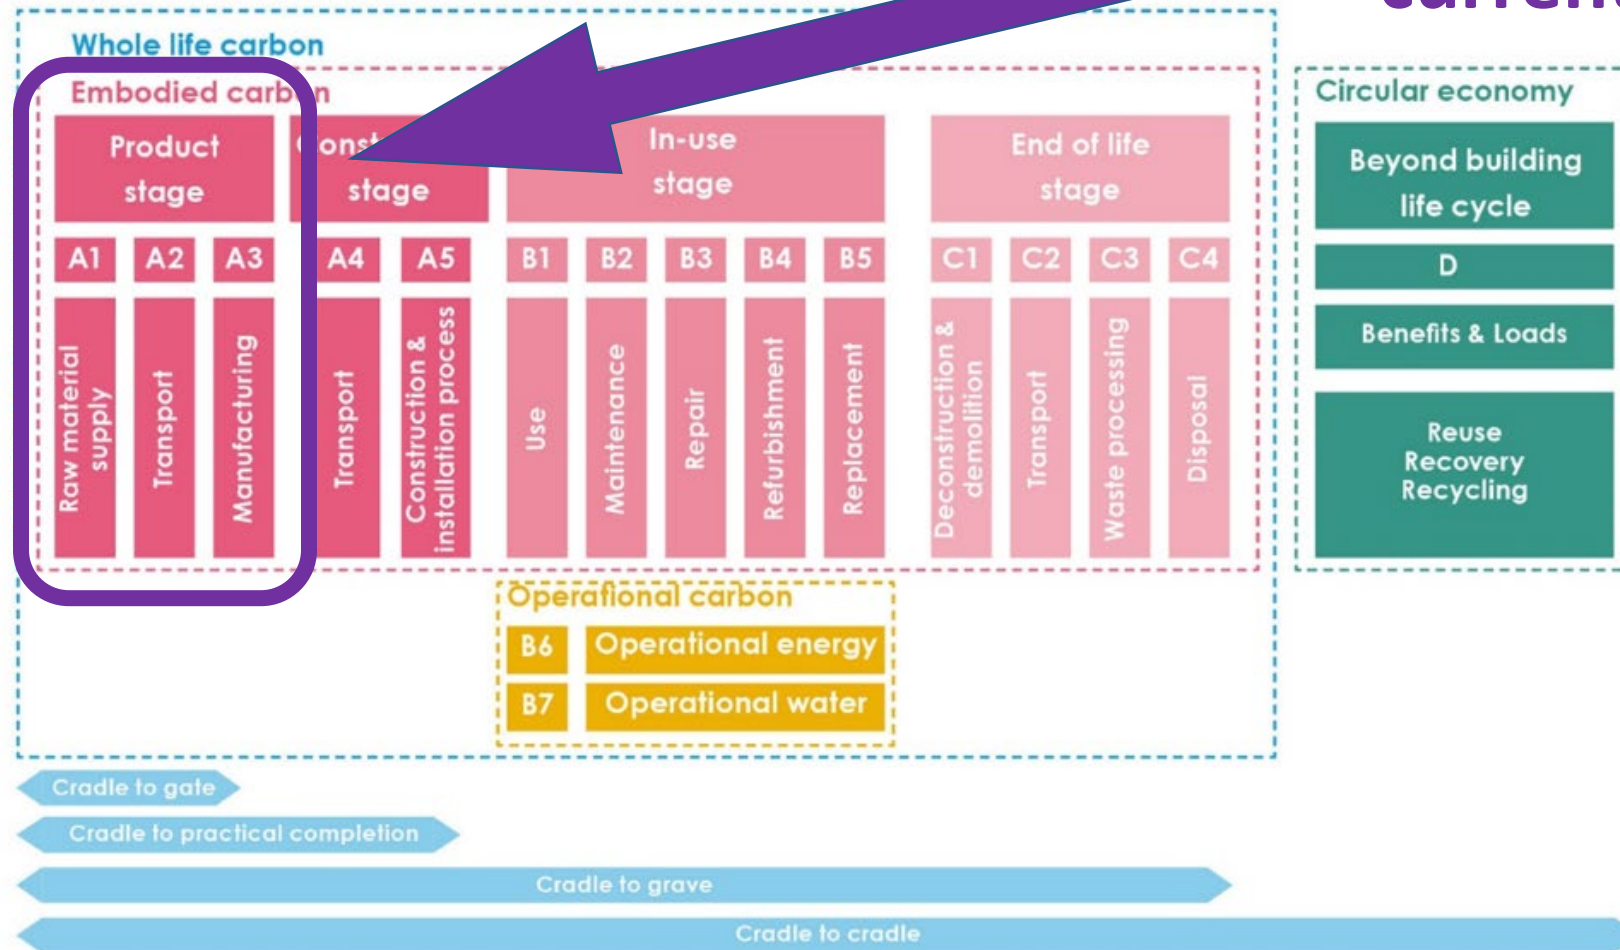 Whole life carbon
Embodied carbon
Product
stage
stage
In-use
stage
End of life
stage
A1 A2 A3 A4 A5 B1 B2 B3 B4 B5 C1 C2 C3 C4
Raw material
supply
Transport
Manufacturing
Transport
Construction &
installation process
Use
Maintenance
Repair
Refurbishment
Replacement
Deconstruction &
demolition
Transport
Waste processing
Disposal
Operafional carbon
B6 Operational energy
B7 Operational water
Circular economy
Beyond building
life cycle
D
Benefits & Loads
Reuse
Recovery
Recycling
Cradle to gate
Cradle to practical completion
Cradle to grave
Cradle to cradle